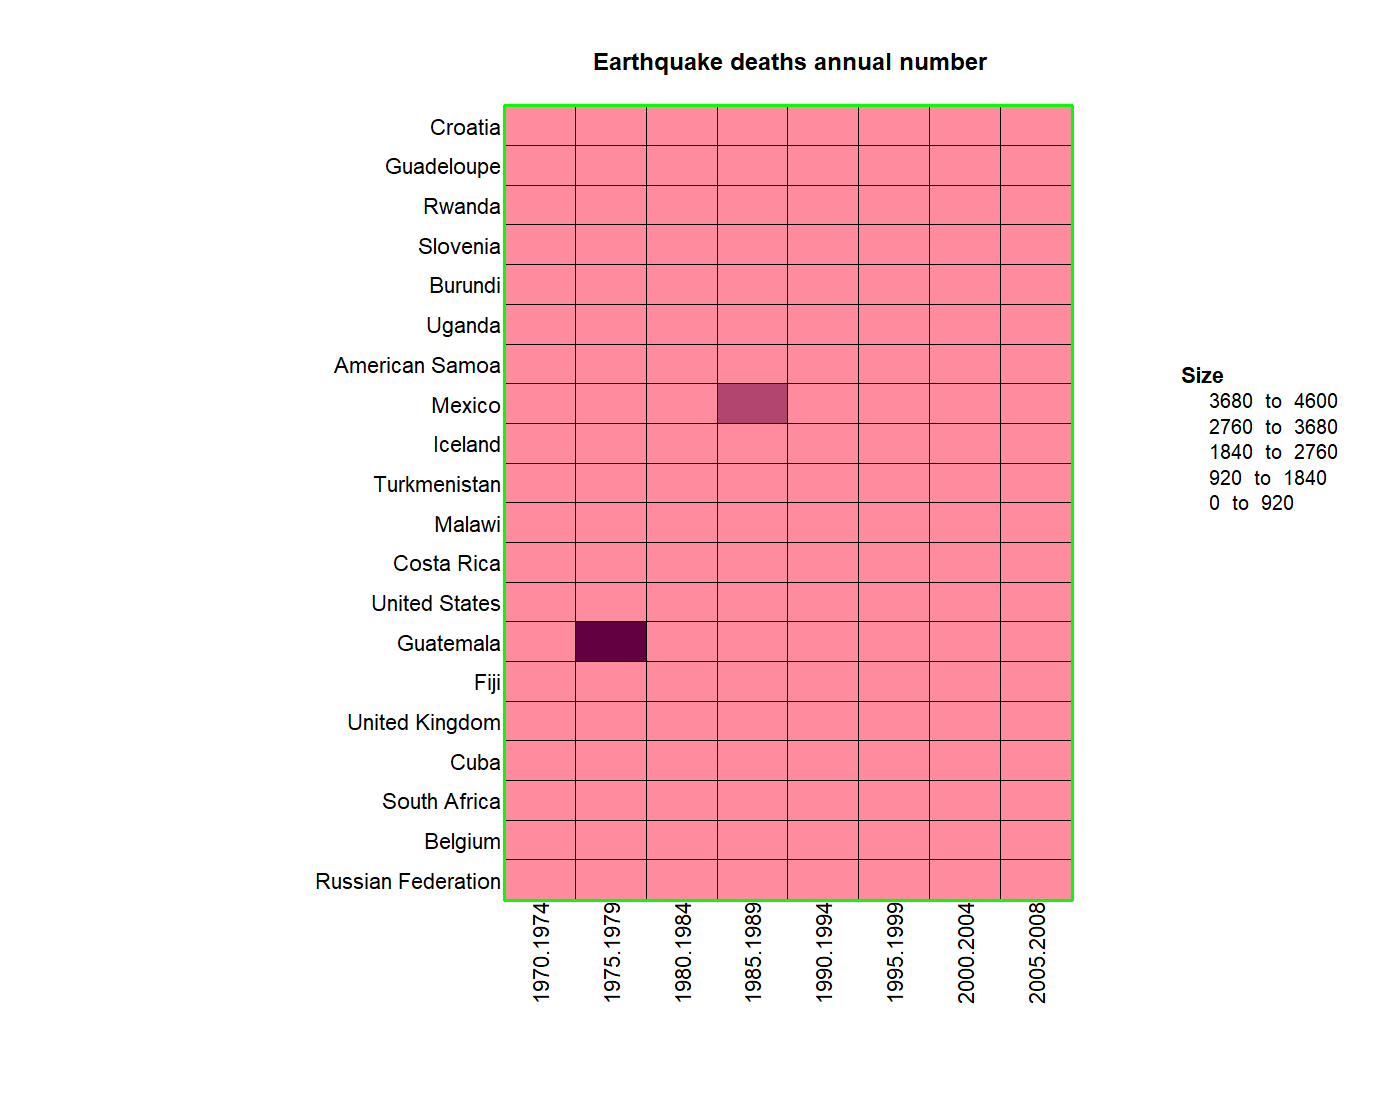 Earthquake deaths annual number
Croatia
Guadeloupe
Rwanda
Slovenia
Burundi
Uganda
American Samoa
Mexico
Iceland
Turkmenistan
Malawi
Costa Rica
United States
Guatemala
Fiji
United Kingdom
Cuba
South Africa
Belgium
Russian Federation
1970.1974
1975.1979
1980.1984
1985.1989
1990.1994
1995.1999
2000.2004
2005.2008
Size
3680 to 4600
2760 to 3680
1840 to 2760
920 to 1840
0 to 920